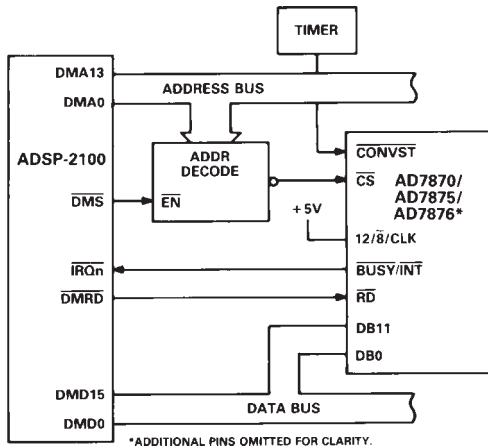 TIMER
DMA13
ADDRESS BUS
DMA0
ADSP-2100
ADDR
DECODE
CONVST
DMS
EN
CS
AD7870/
AD7875/
AD7876*
+5V
12/8/CLK
IRQn
BUSY/INT
DMRD
RD
DB11
DB0
DMD15
DATA BUS
DMD0
*ADDITIONAL PINS OMITTED FOR CLARITY.